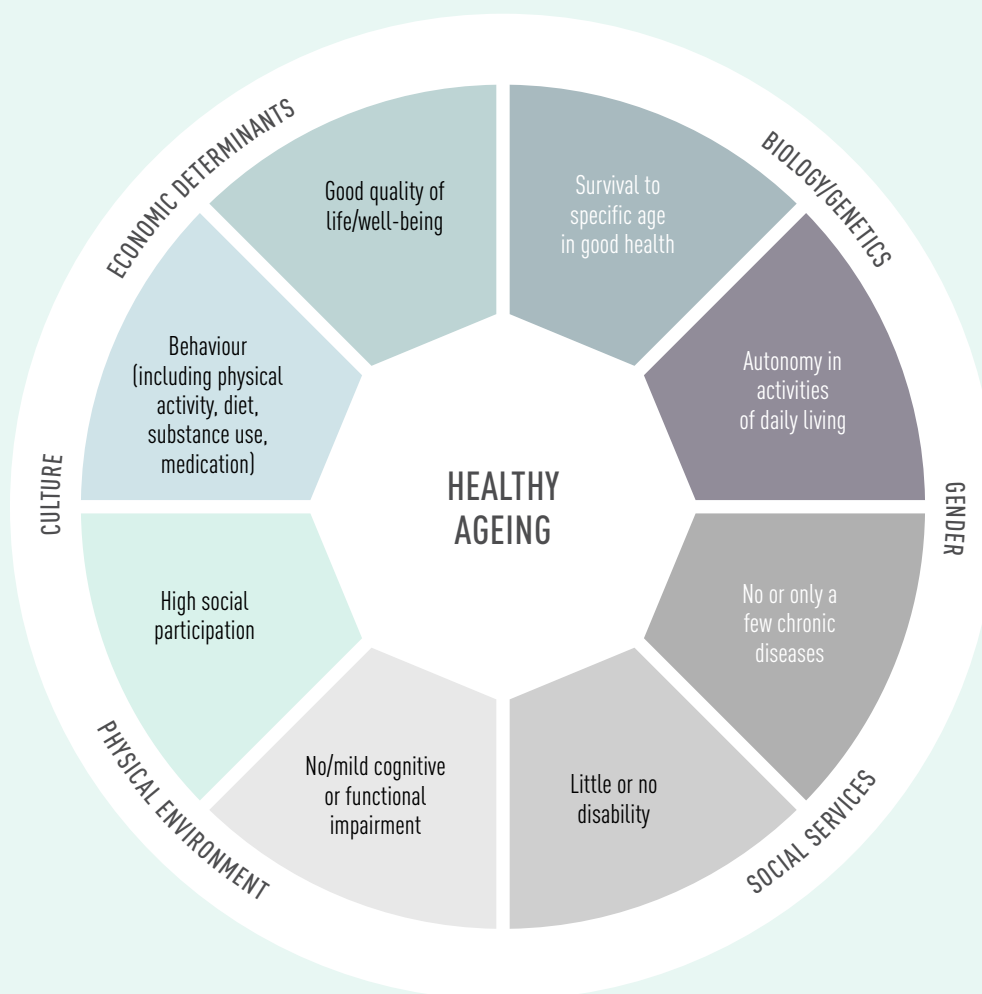 ECONOMIC DETERMINANTS
BIOLOGY/GENETICS
GENDER
SOCIAL SERVICES
PHYSICAL ENVIRONMENT
CULTURE
Good quality of
life/well-being
Survival to
specific age
in good health
Autonomy in
activities
of daily living
No or only a
few chronic
diseases
Little or no
disability
No/mild cognitive
or functional
impairment
High social
participation
Behaviour
(including physical
activity, diet,
substance use,
medication)
HEALTHY
AGEING